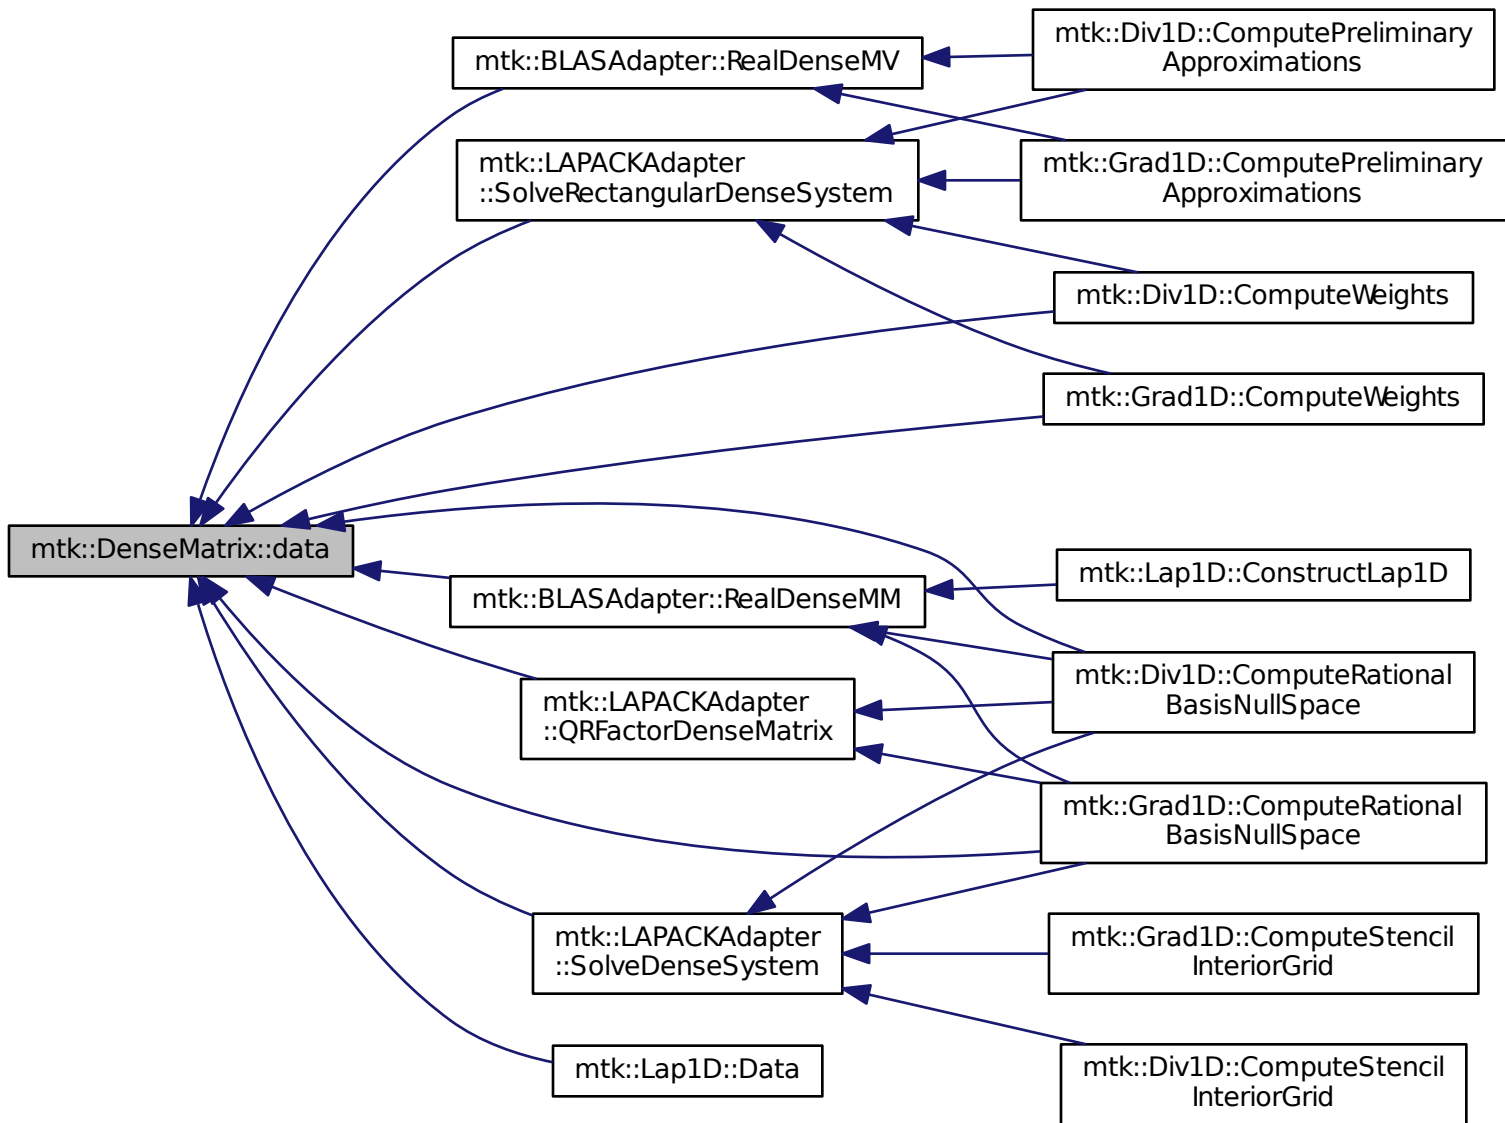 mtk::Div1D::ComputePreliminary
Approximations
mtk::BLASAdapter::RealDenseMV
mtk::LAPACKAdapter
::SolveRectangularDenseSystem
mtk::Grad1D::ComputePreliminary
Approximations
mtk::Div1D::ComputeWeights
mtk::Grad1D::ComputeWeights
mtk::DenseMatrix::data
mtk::BLASAdapter::RealDenseMM
mtk::Lap1D::ConstructLap1D
mtk::LAPACKAdapter
::QRFactorDenseMatrix
mtk::Div1D::ComputeRational
BasisNullSpace
mtk::Grad1D::ComputeRational
BasisNullSpace
mtk::LAPACKAdapter
::SolveDenseSystem
mtk::Grad1D::ComputeStencil
InteriorGrid
mtk::Lap1D::Data
mtk::Div1D::ComputeStencil
InteriorGrid